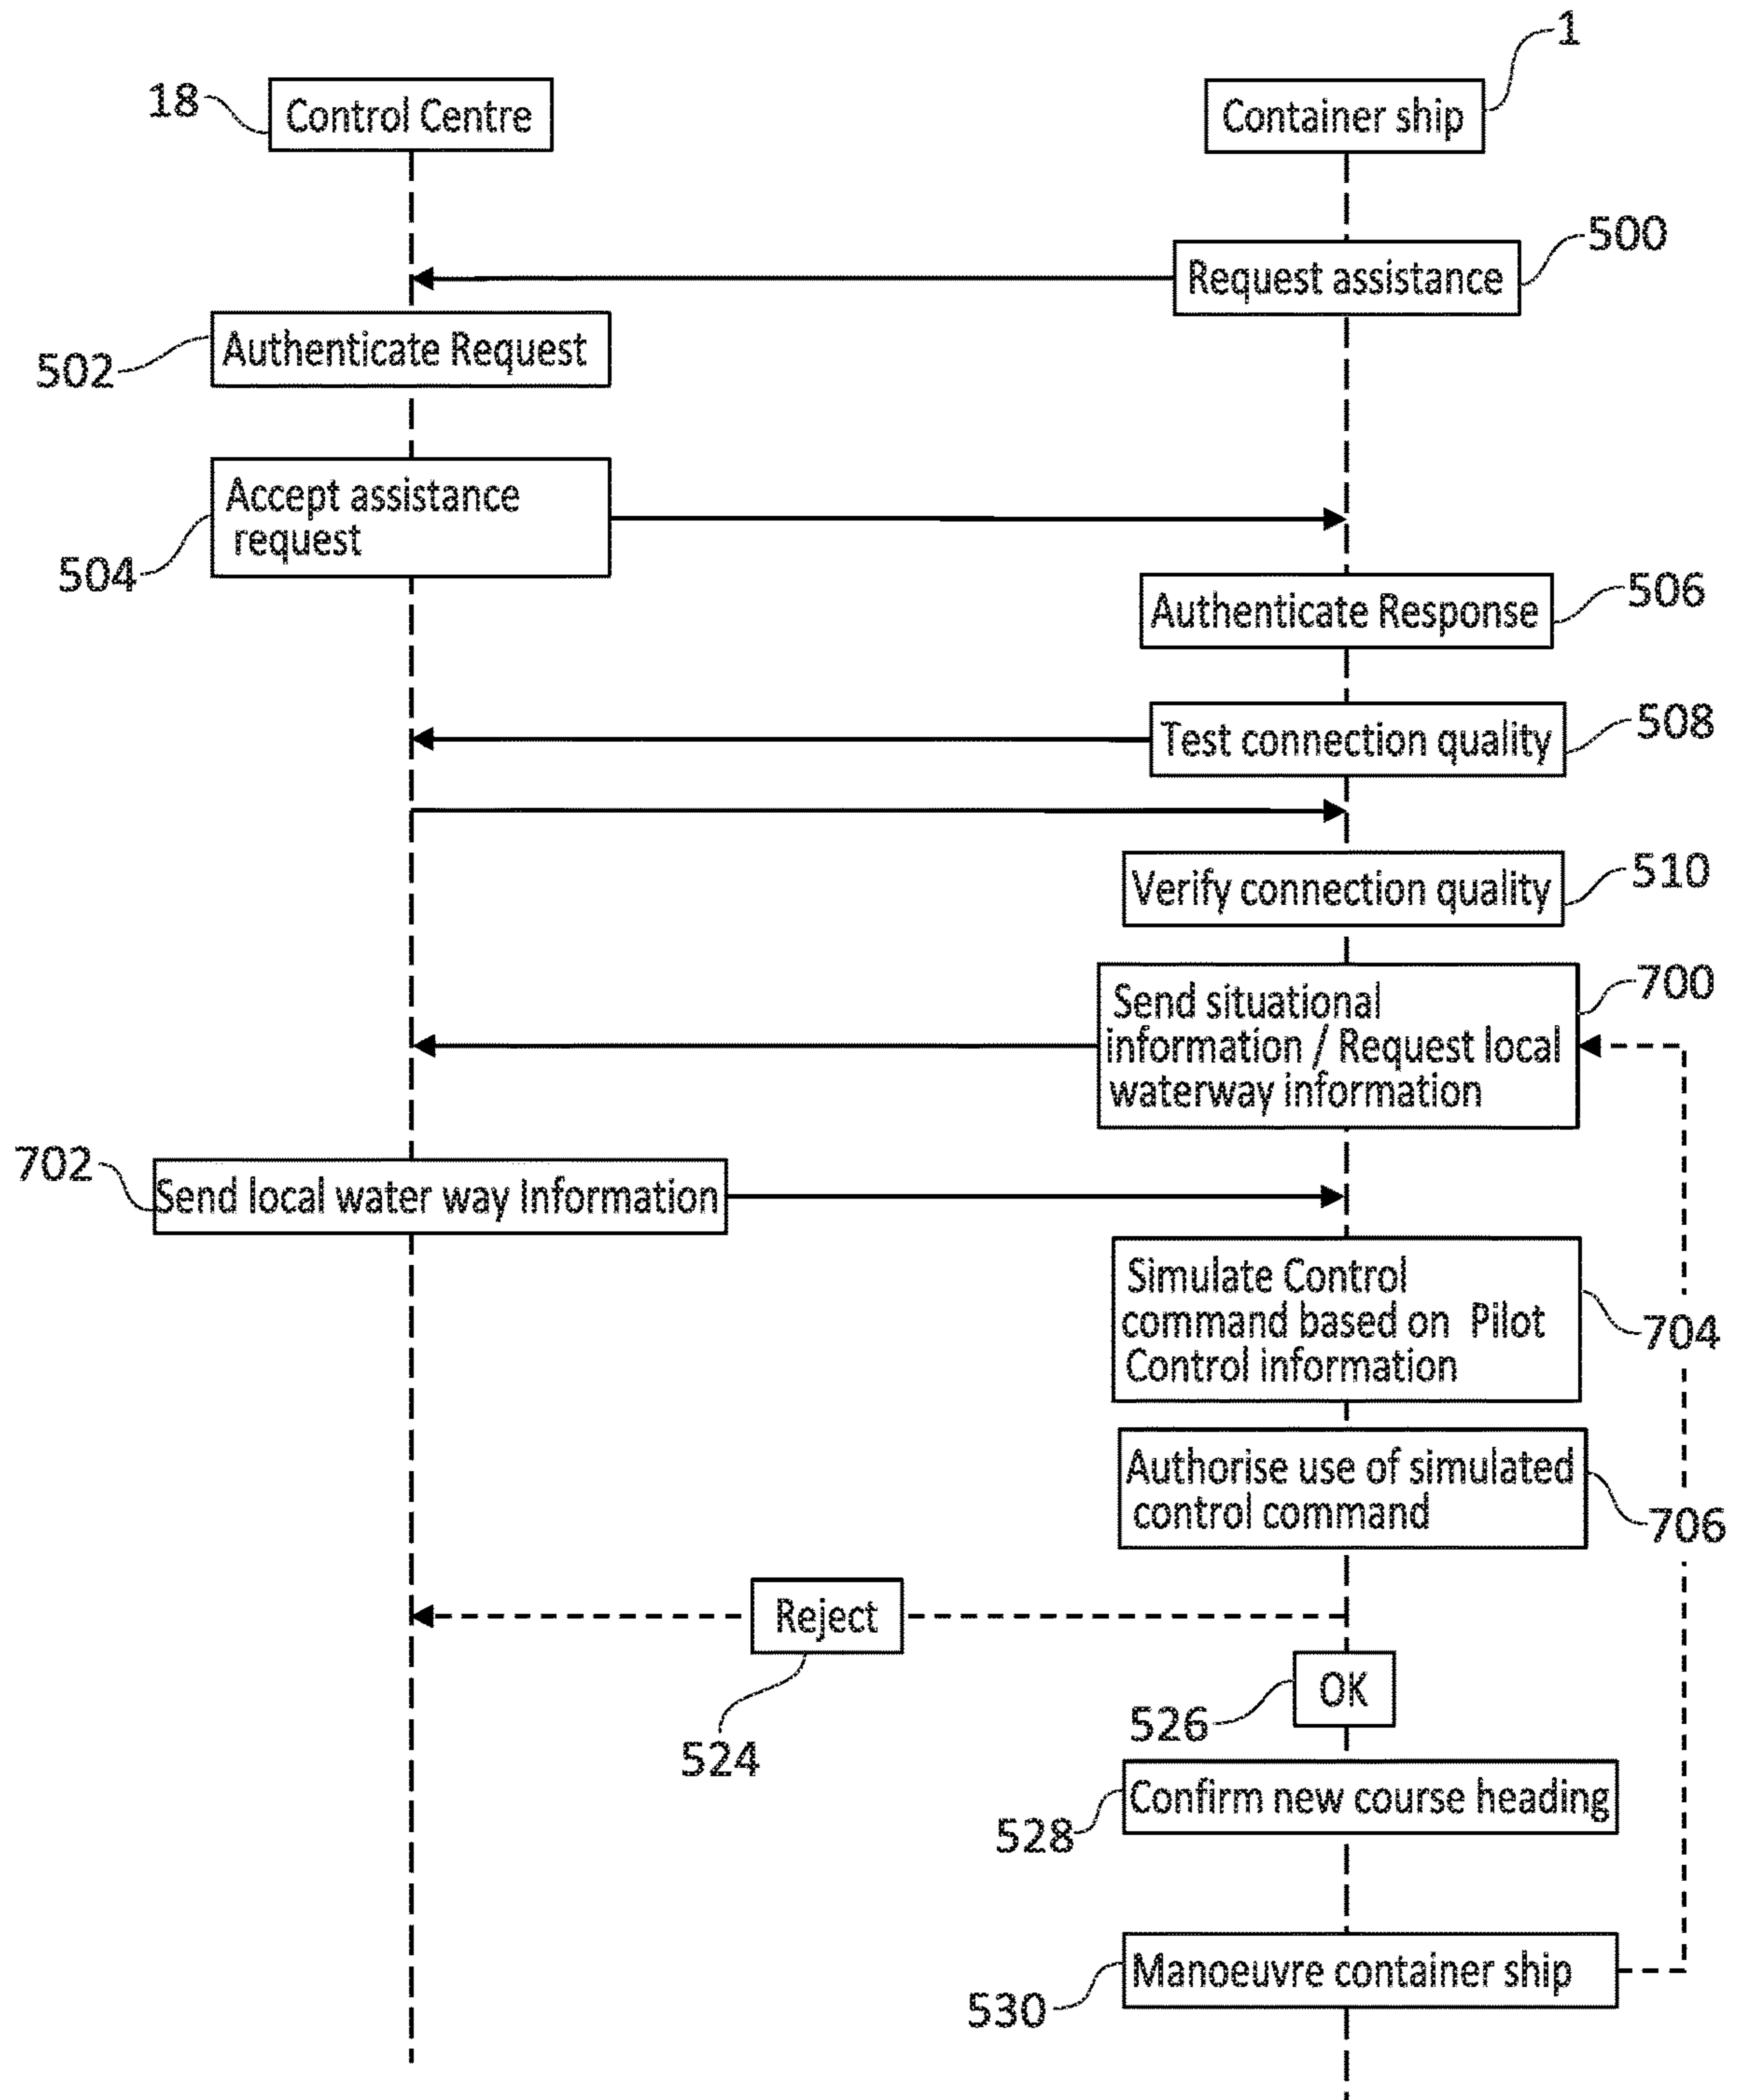 1
18
Control Centre
Container ship
500
Request assistance
502
Authenticate Request
504
Accept assistance
request
506
Authenticate Response
508
Test connection quality
510
Verify connection quality
700
Send situational
information / Request local
waterway information
702
Send local water way Information
704
Simulate Control
command based on Pilot
Control information
706
Authorise use of simulated
control command
Reject
524
OK
526
528
Confirm new course heading
530
Manoeuvre container ship